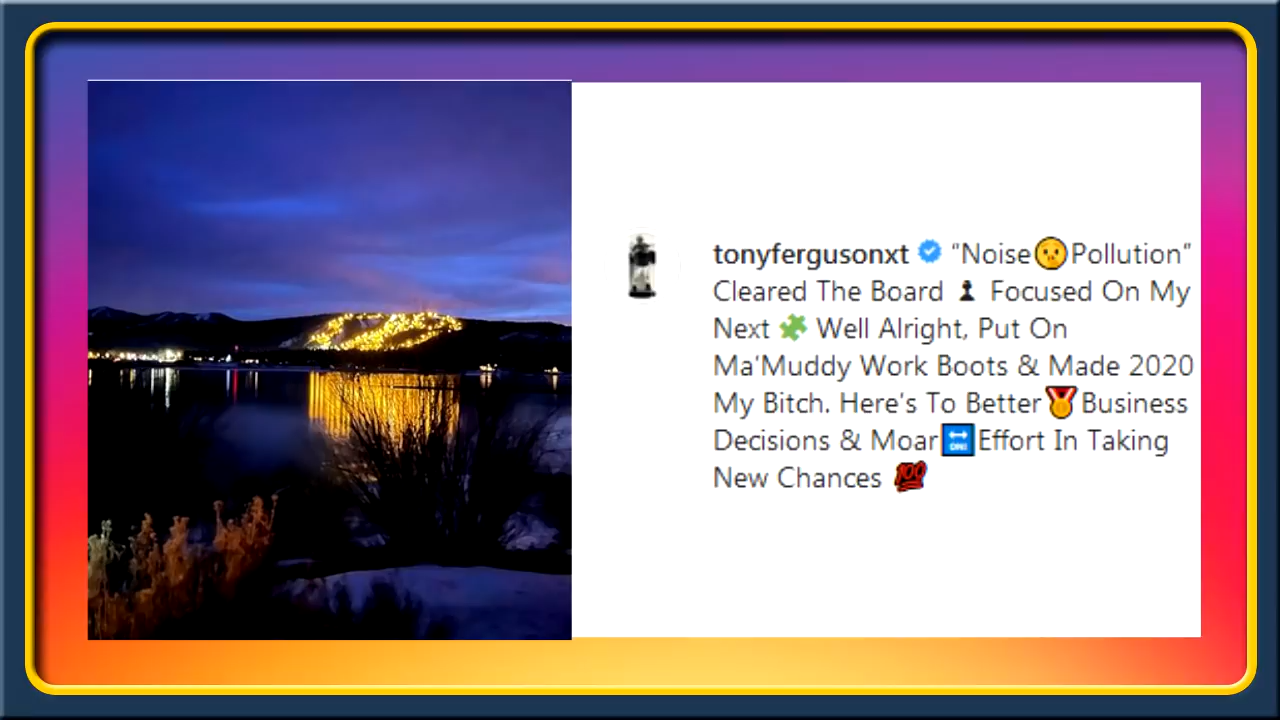 tonyfergusonxt “Noise🤫Pollution”
Cleared The Board ♟ Focused On My
Next 🧩 Well Alright, Put On
Ma'Muddy Work Boots & Made 2020
My Bitch. Here's To Better🏅Business
Decisions & Moar🔛Effort In Taking
New Chances 💯